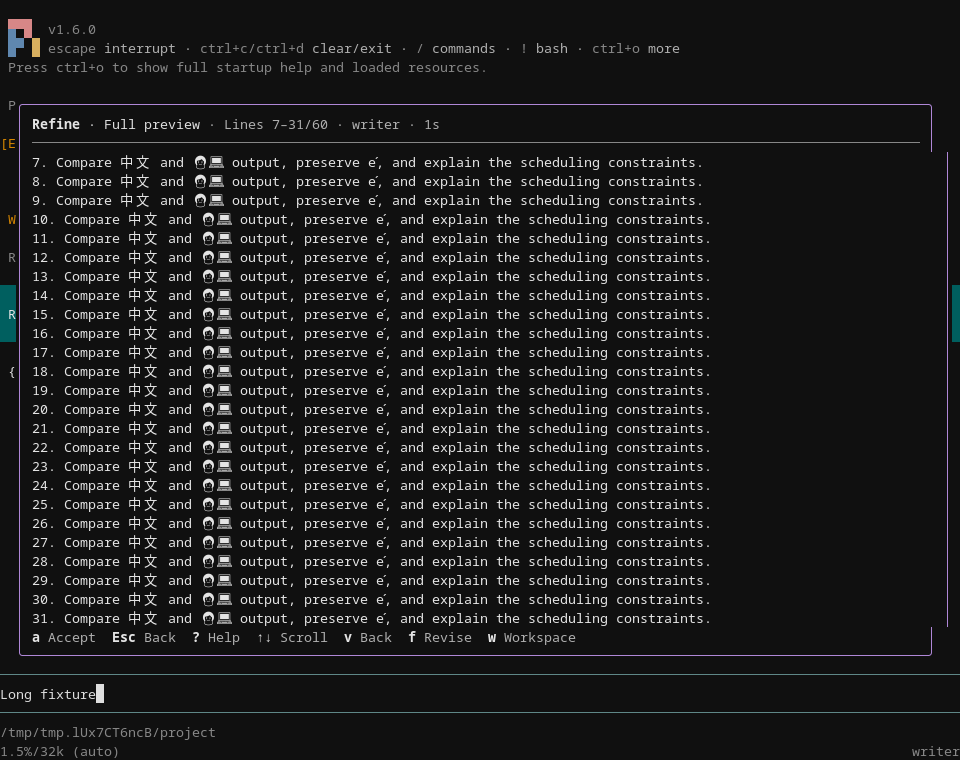 v1.6.0
escape interrupt · ctrl+c/ctrl+d clear/exit · / commands · ! bash · ctrl+o more
Press ctrl+o to show full startup help and loaded resources.
P
Refine · Full preview · Lines 7–31/60 · writer · 1s
[E
7. Compare 中文 and 👩💻 output, preserve é, and explain the scheduling constraints.
8. Compare 中文 and 👩💻 output, preserve é, and explain the scheduling constraints.
9. Compare 中文 and 👩💻 output, preserve é, and explain the scheduling constraints.
W
10. Compare 中文 and 👩💻 output, preserve é, and explain the scheduling constraints.
11. Compare 中文 and 👩💻 output, preserve é, and explain the scheduling constraints.
R
12. Compare 中文 and 👩💻 output, preserve é, and explain the scheduling constraints.
13. Compare 中文 and 👩💻 output, preserve é, and explain the scheduling constraints.
14. Compare 中文 and 👩💻 output, preserve é, and explain the scheduling constraints.
R
15. Compare 中文 and 👩💻 output, preserve é, and explain the scheduling constraints.
16. Compare 中文 and 👩💻 output, preserve é, and explain the scheduling constraints.
17. Compare 中文 and 👩💻 output, preserve é, and explain the scheduling constraints.
{
18. Compare 中文 and 👩💻 output, preserve é, and explain the scheduling constraints.
19. Compare 中文 and 👩💻 output, preserve é, and explain the scheduling constraints.
20. Compare 中文 and 👩💻 output, preserve é, and explain the scheduling constraints.
21. Compare 中文 and 👩💻 output, preserve é, and explain the scheduling constraints.
22. Compare 中文 and 👩💻 output, preserve é, and explain the scheduling constraints.
23. Compare 中文 and 👩💻 output, preserve é, and explain the scheduling constraints.
24. Compare 中文 and 👩💻 output, preserve é, and explain the scheduling constraints.
25. Compare 中文 and 👩💻 output, preserve é, and explain the scheduling constraints.
26. Compare 中文 and 👩💻 output, preserve é, and explain the scheduling constraints.
27. Compare 中文 and 👩💻 output, preserve é, and explain the scheduling constraints.
28. Compare 中文 and 👩💻 output, preserve é, and explain the scheduling constraints.
29. Compare 中文 and 👩💻 output, preserve é, and explain the scheduling constraints.
30. Compare 中文 and 👩💻 output, preserve é, and explain the scheduling constraints.
31. Compare 中文 and 👩💻 output, preserve é, and explain the scheduling constraints.
a Accept Esc Back ? Help ↑↓ Scroll v Back f Revise w Workspace
Long fixture
/tmp/tmp.lUx7CT6ncB/project
1.5%/32k (auto) writer